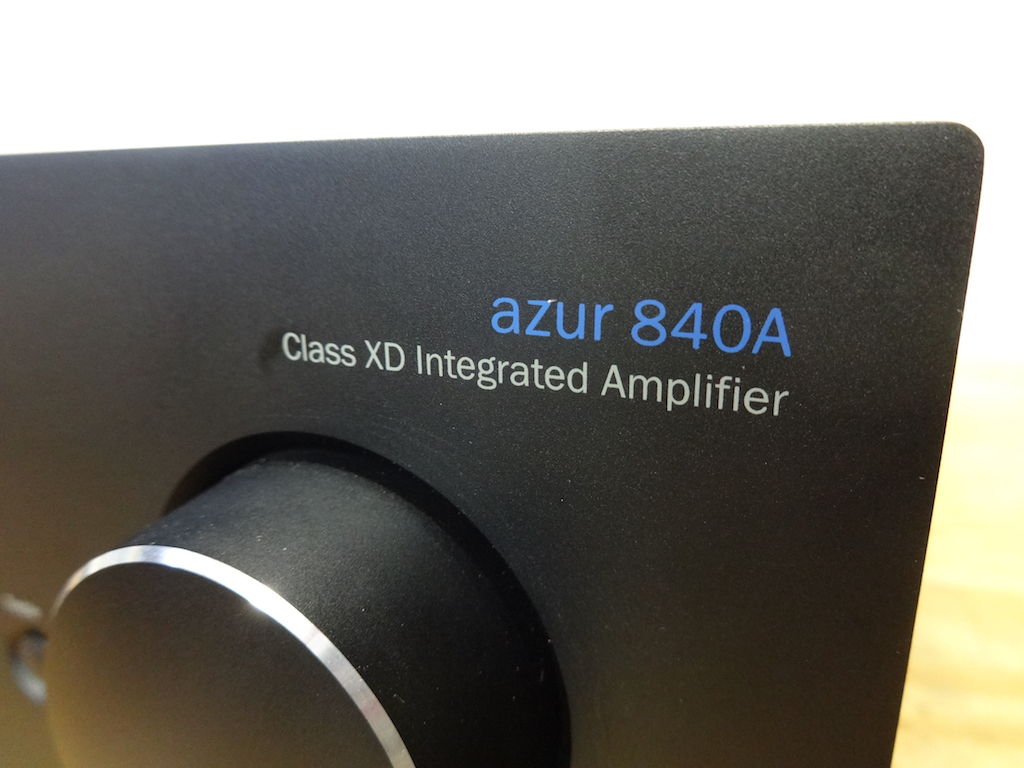 azur 840A
Class XD Integrated Amplifier